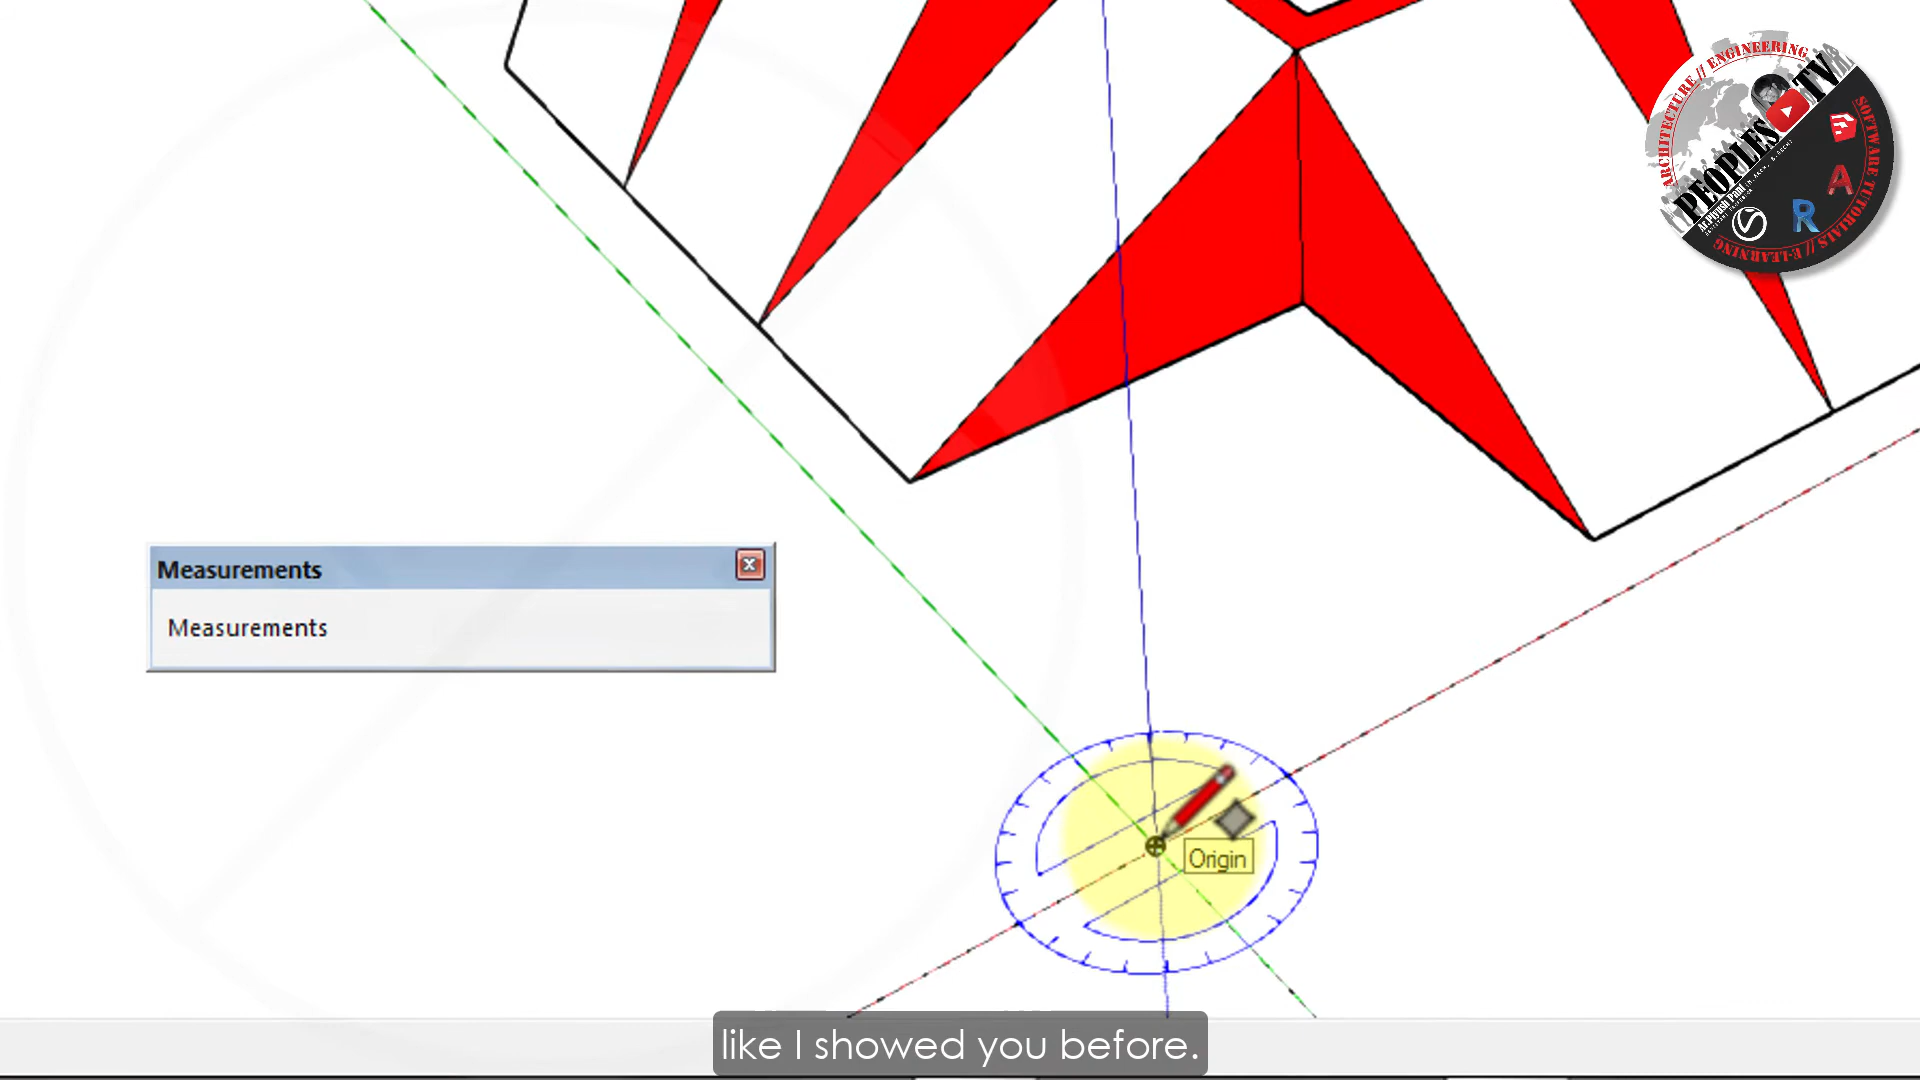 ARCHITECTURE // ENGINEERING
PEOPLES TV
SOFTWARE TUTORIALS // E-LEARNING
A
R
Measurements
Measurements
Origin
like I showed you before.